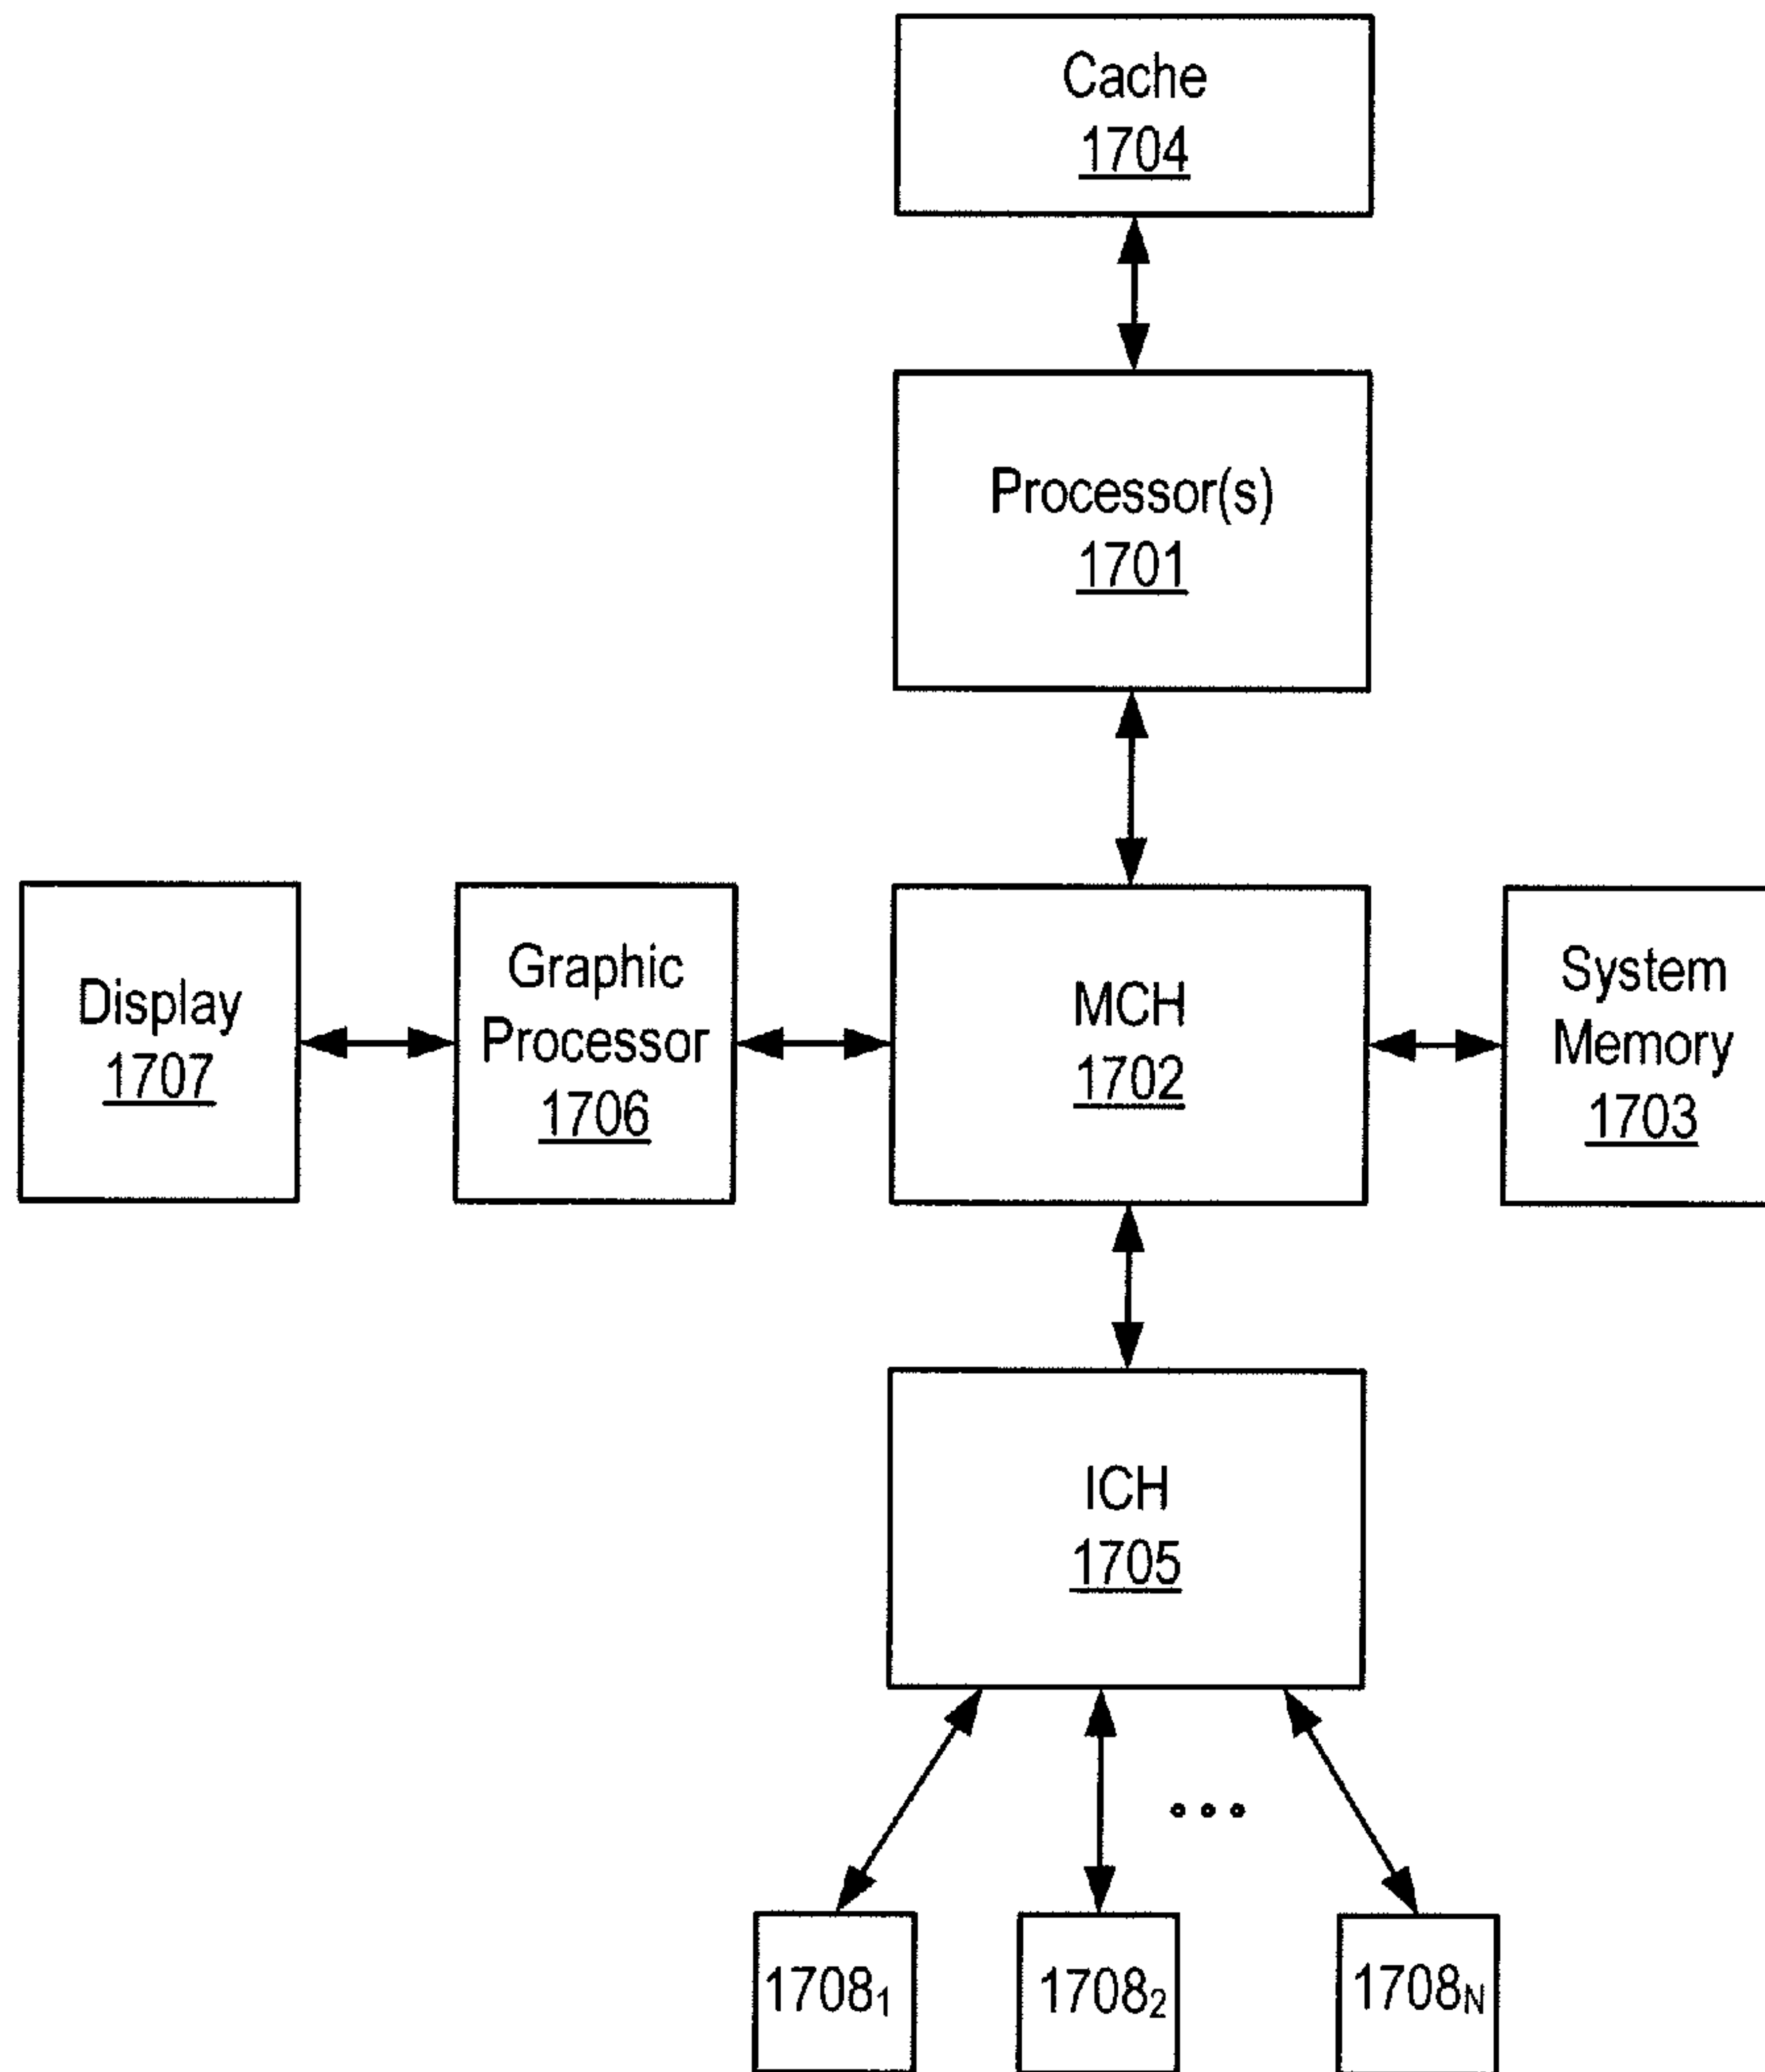 Cache
1704
Processor(s)
1701
Display
1707
Graphic
Processor
1706
MCH
1702
System
Memory
1703
ICH
1705
1708₁
1708₂
1708N